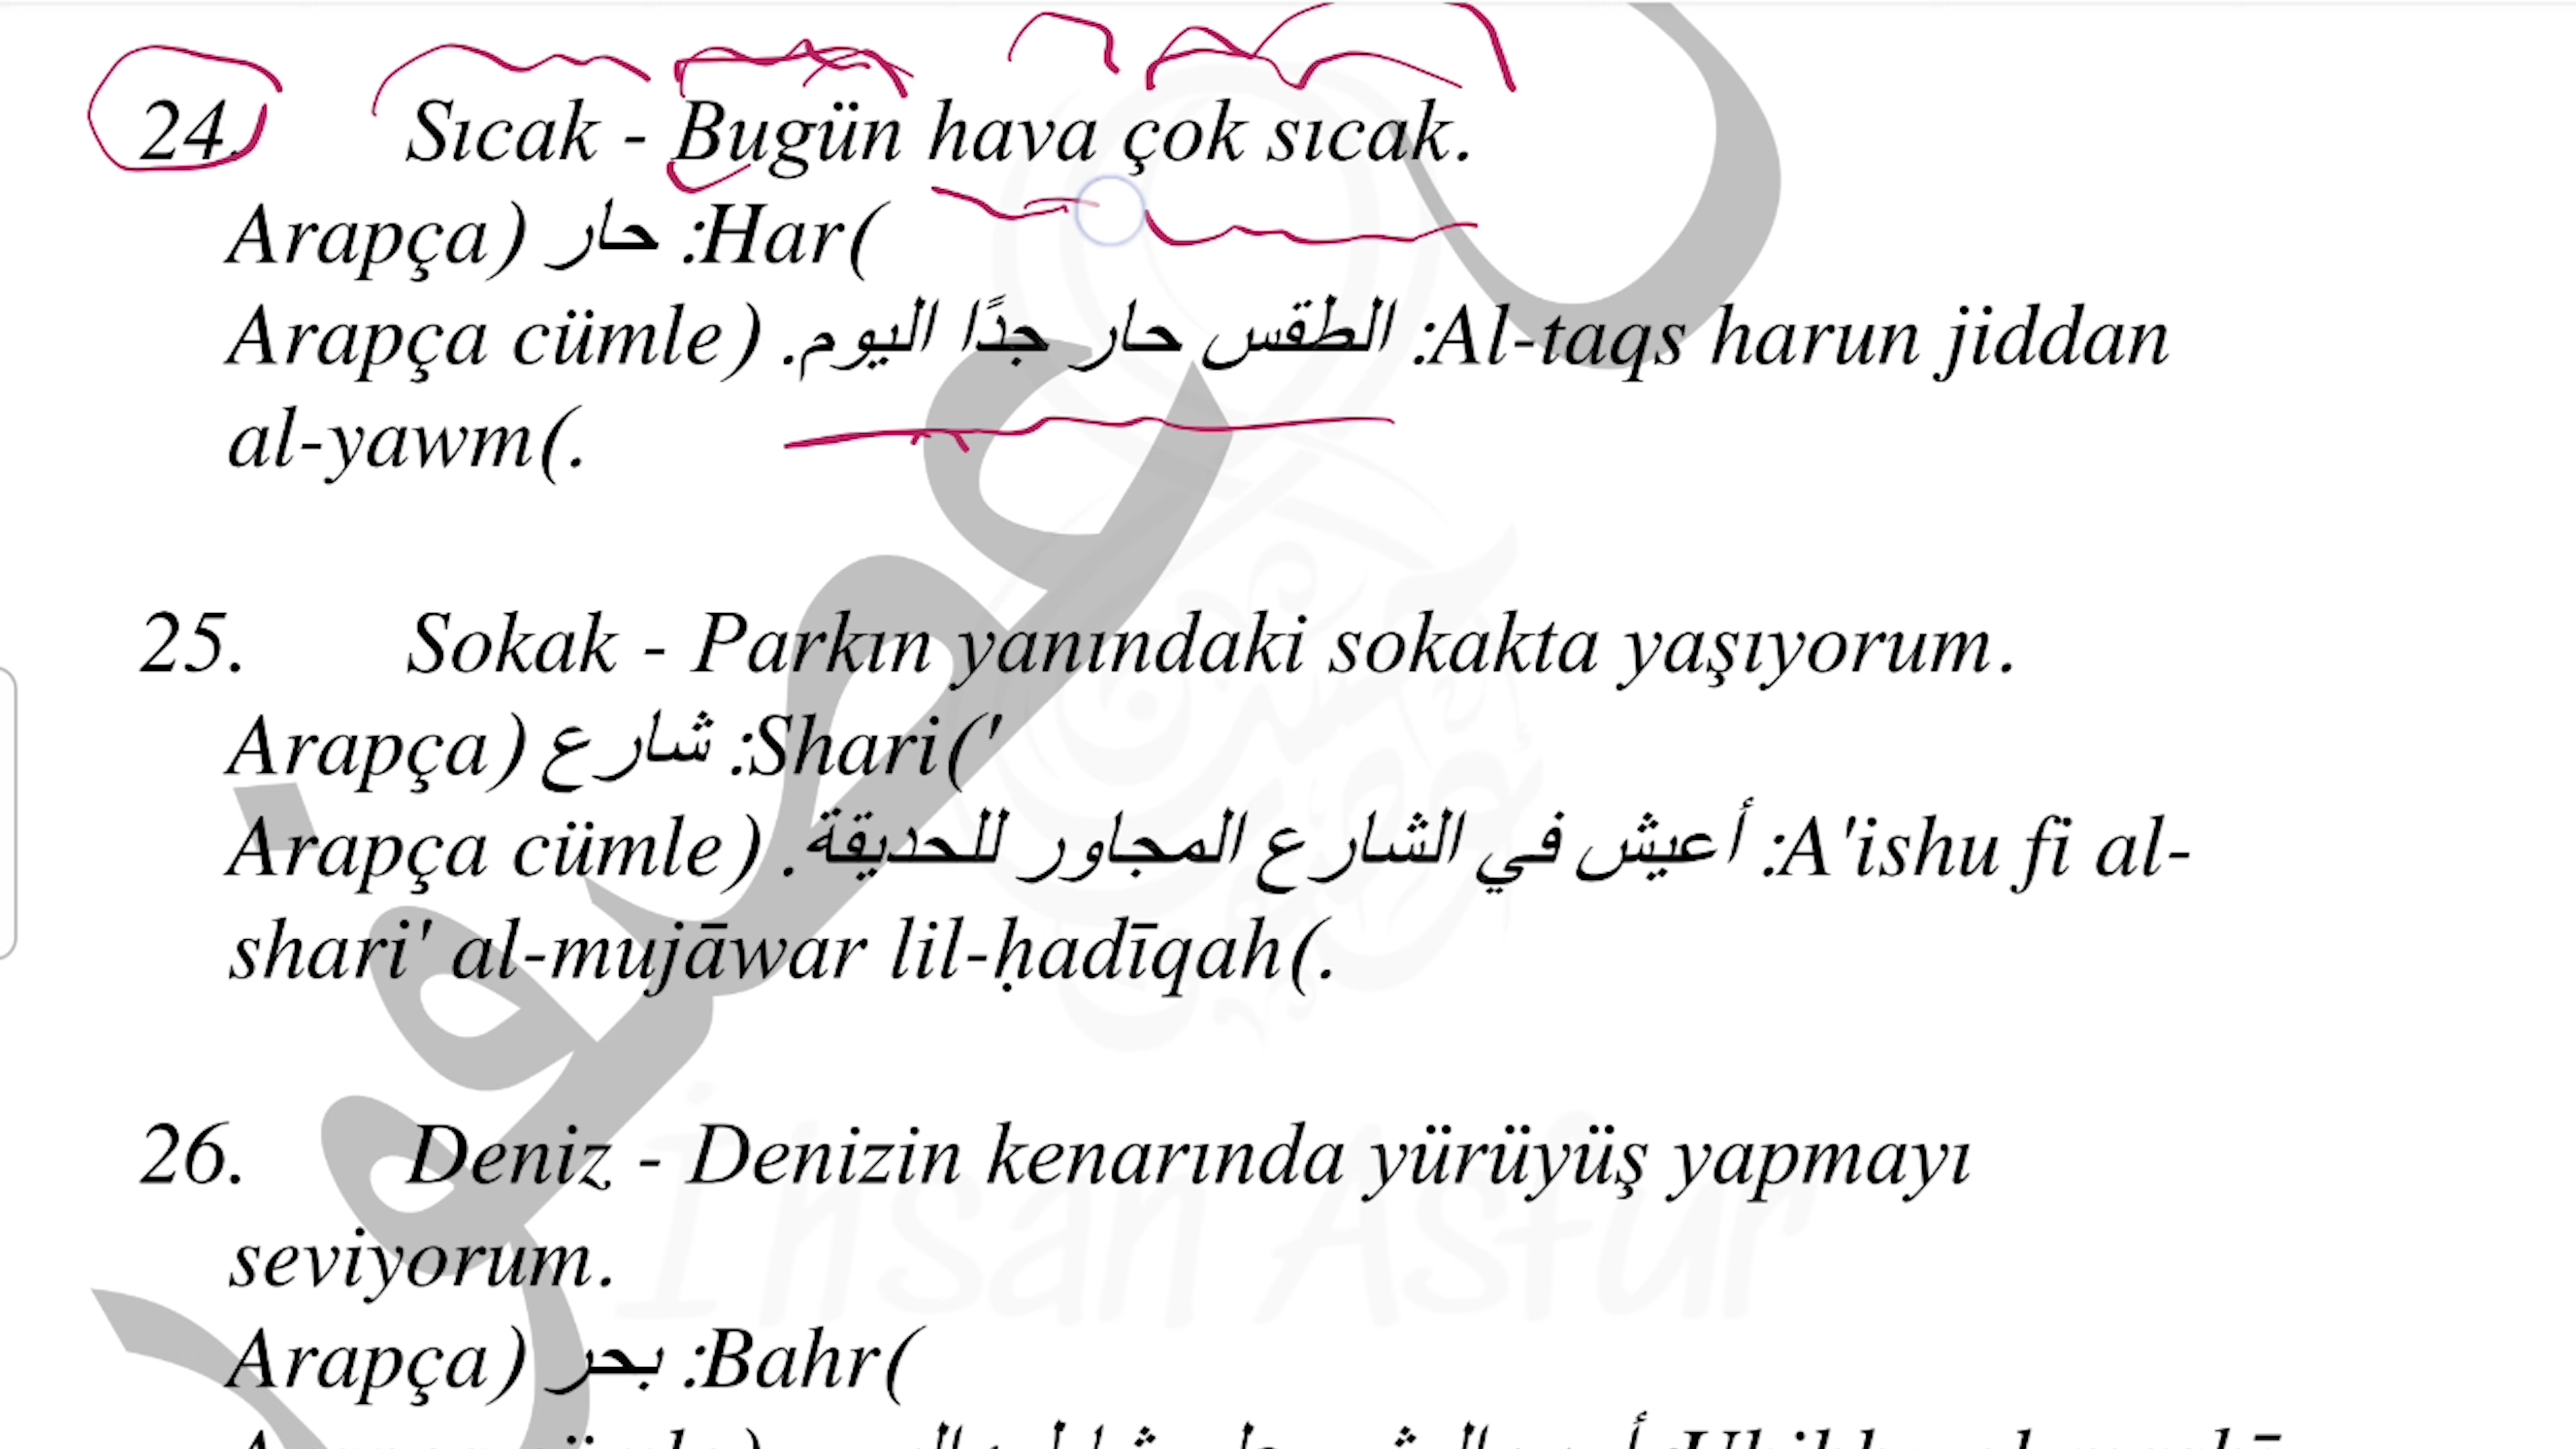 24. Sıcak - Bugün hava çok sıcak.
Arapça) حار :Har(
Arapça cümle) الطقس حار جدًا اليوم. :Al-taqs harun jiddan
al-yawm(.
25. Sokak - Parkın yanındaki sokakta yaşıyorum.
Arapça) شارع :Shari('
Arapça cümle) أعيش في الشارع المجاور للحديقة. :A'ishu fi al-
shari' al-mujāwar lil-ḥadīqah(.
26. Deniz - Denizin kenarında yürüyüş yapmayı
seviyorum.
Arapça) بحر :Bahr(
İhsan Asfur